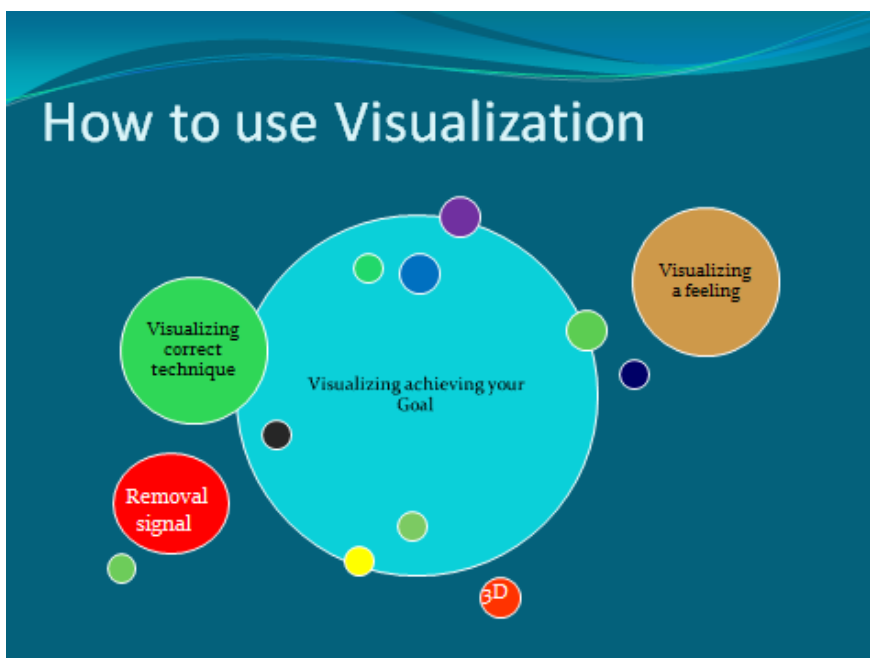 How to use Visualization
Visualizing
a feeling
Visualizing
correct
technique
Visualizing achieving your
Goal
Removal
signal
3D